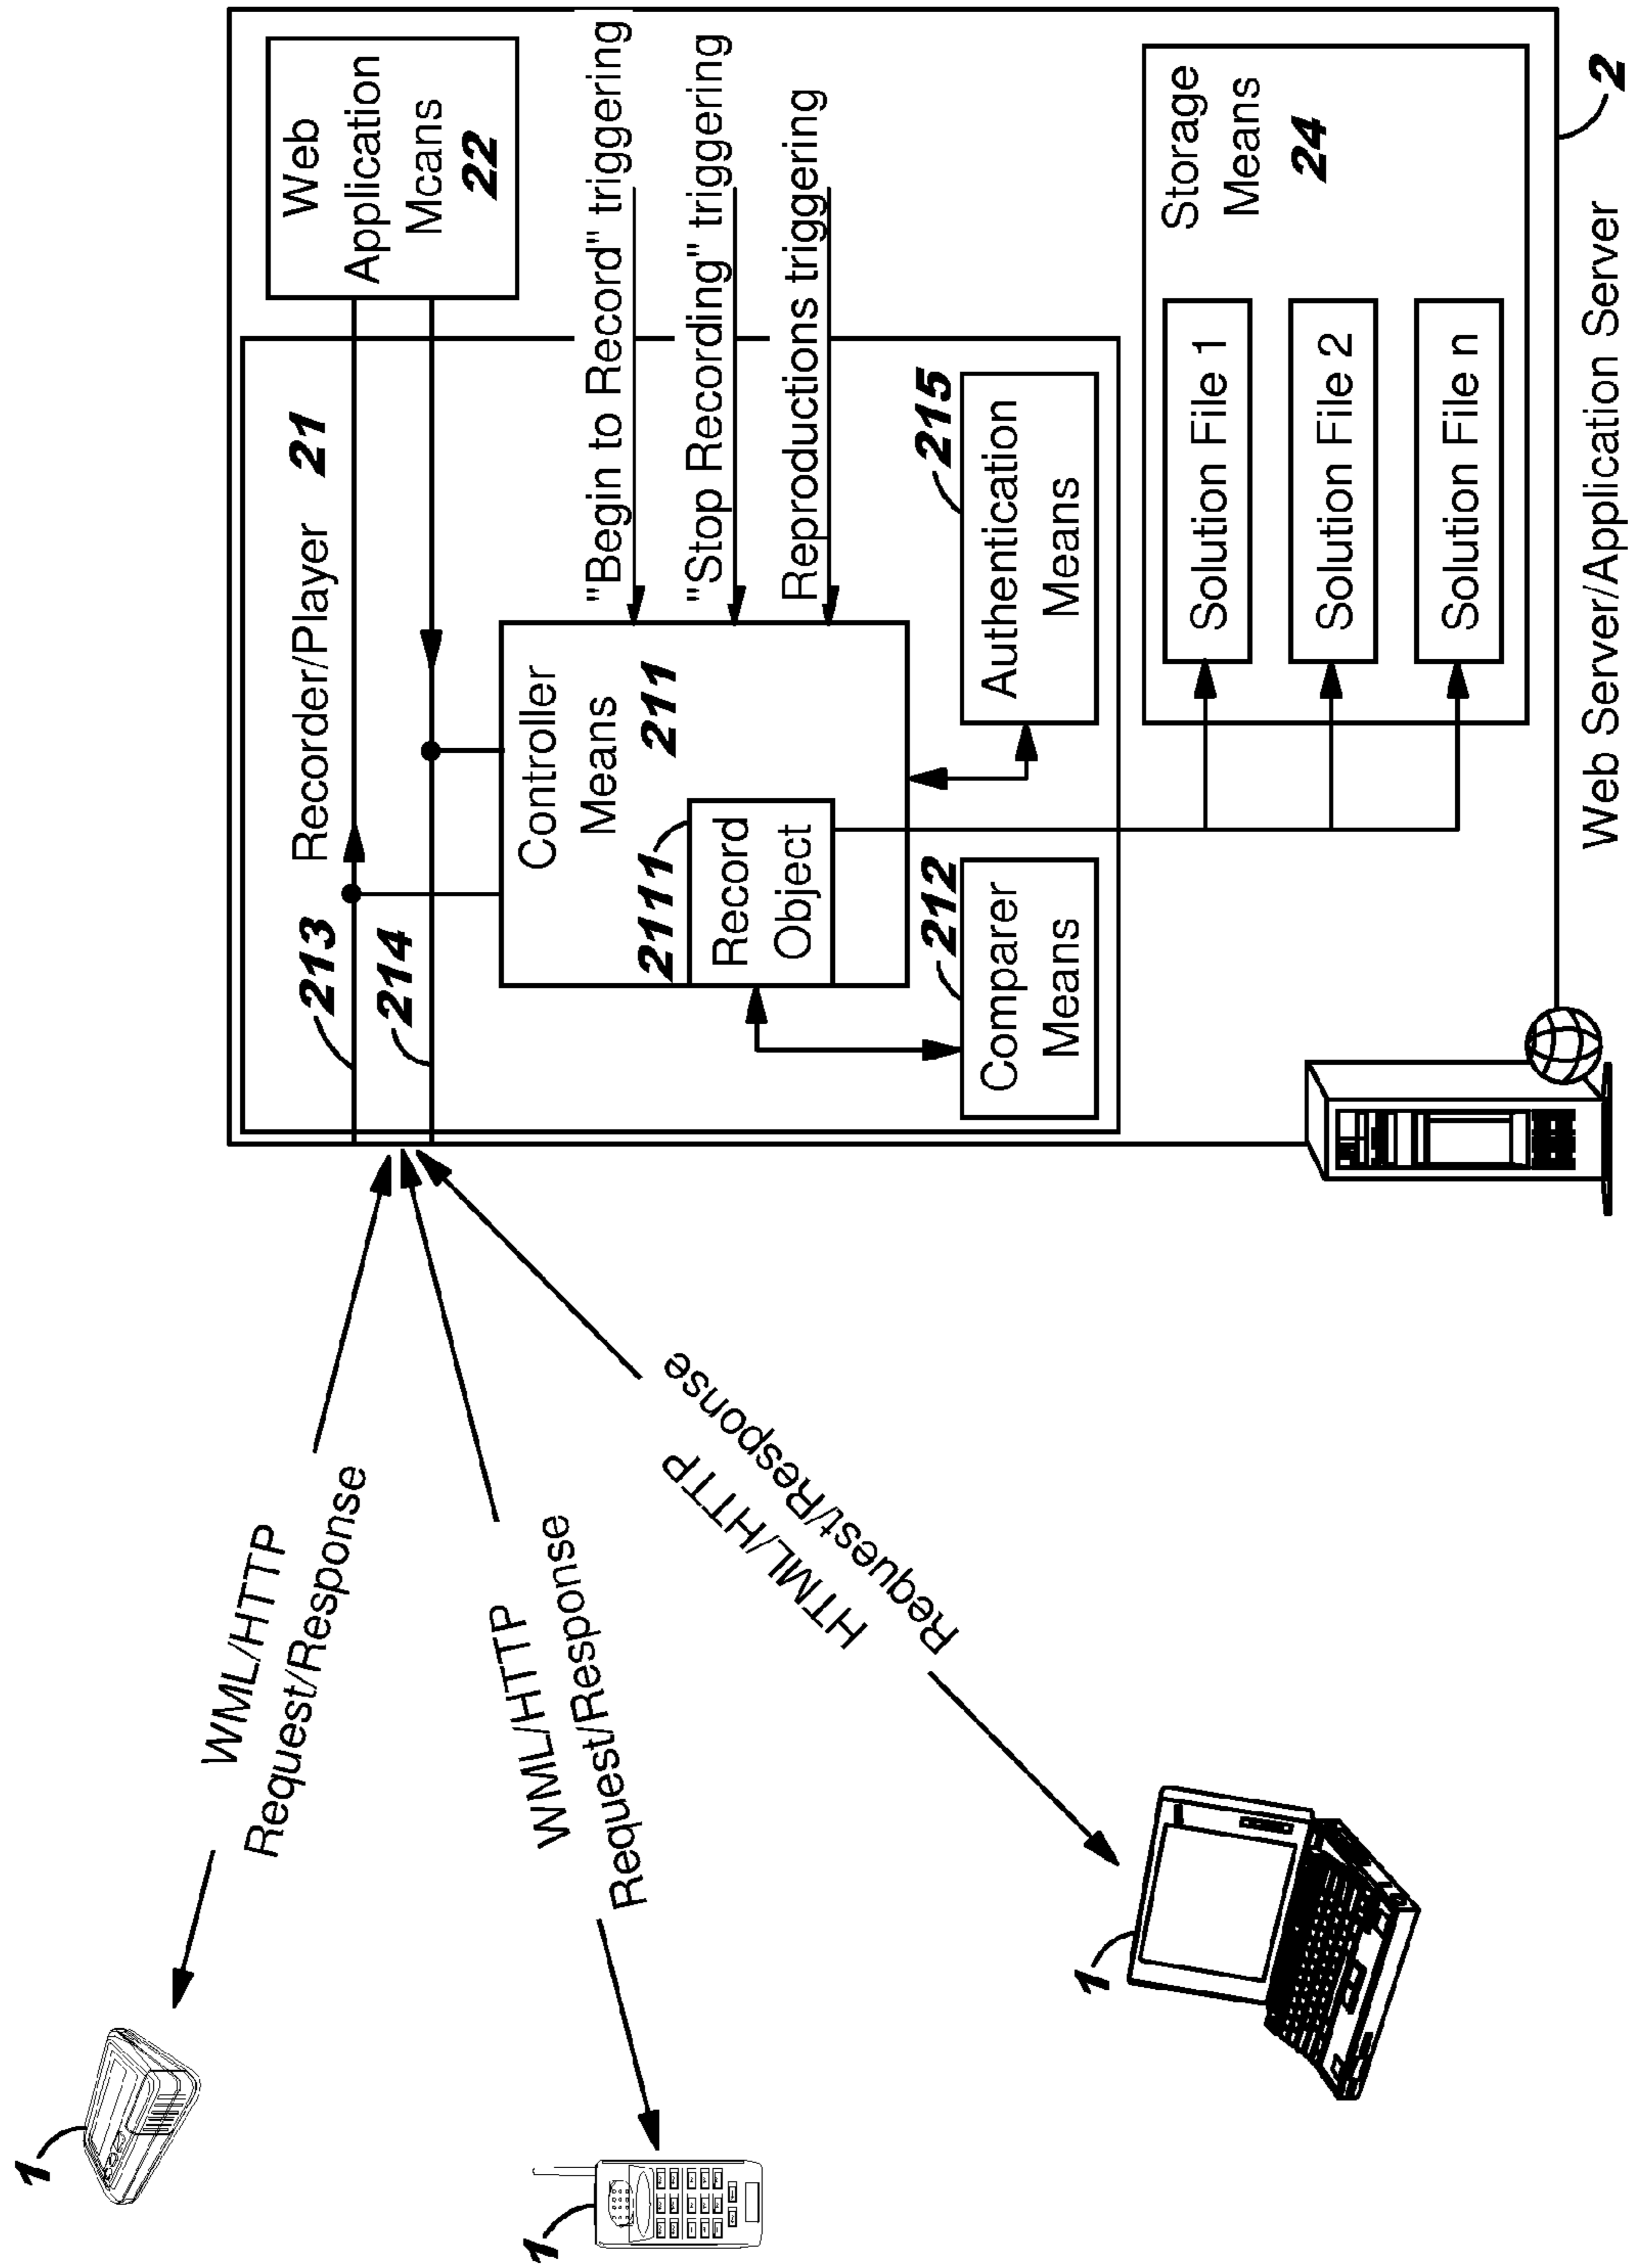 1
WML/HTTP
Request/Response
1
WML/HTTP
Request/Response
1
HTML/HTTP
Request/Response
213
214
Recorder/Player 21
Web
Application
Mcans
22
Controller
Means
211
2111
Record
Object
"Begin to Record" triggering
"Stop Recording" triggering
Reproductions triggering
212
Comparer
Means
215
Authentication
Means
Storage
Means
24
Solution File 1
Solution File 2
Solution File n
2
Web Server/Application Server